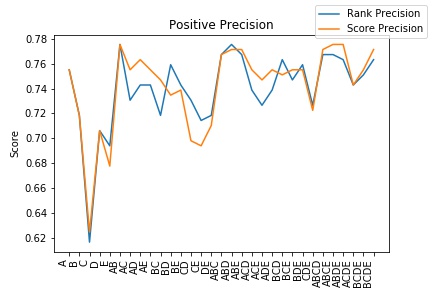 Rank Precision
Score Precision
Positive Precision
Score
0.78
0.76
0.74
0.72
0.70
0.68
0.66
0.64
0.62
A
B
C
D
E
AB
AC
AD
AE
BC
BD
BE
CD
CE
DE
ABC
ABD
ABE
ACD
ACE
ADE
BCD
BCE
BDE
CDE
ABCD
ABCE
ABDE
ACDE
BCDE
BCDE